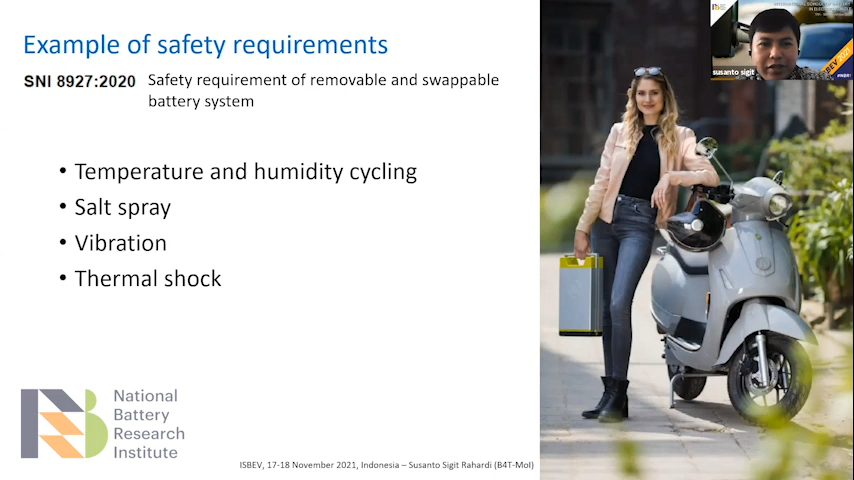 Example of safety requirements
SNI 8927:2020
Safety requirement of removable and swappable
battery system
• Temperature and humidity cycling
• Salt spray
• Vibration
• Thermal shock
National
Battery
Research
Institute
ISBEV, 17-18 November 2021, Indonesia – Susanto Sigit Rahardi (B4T-MoI)
susanto sigit